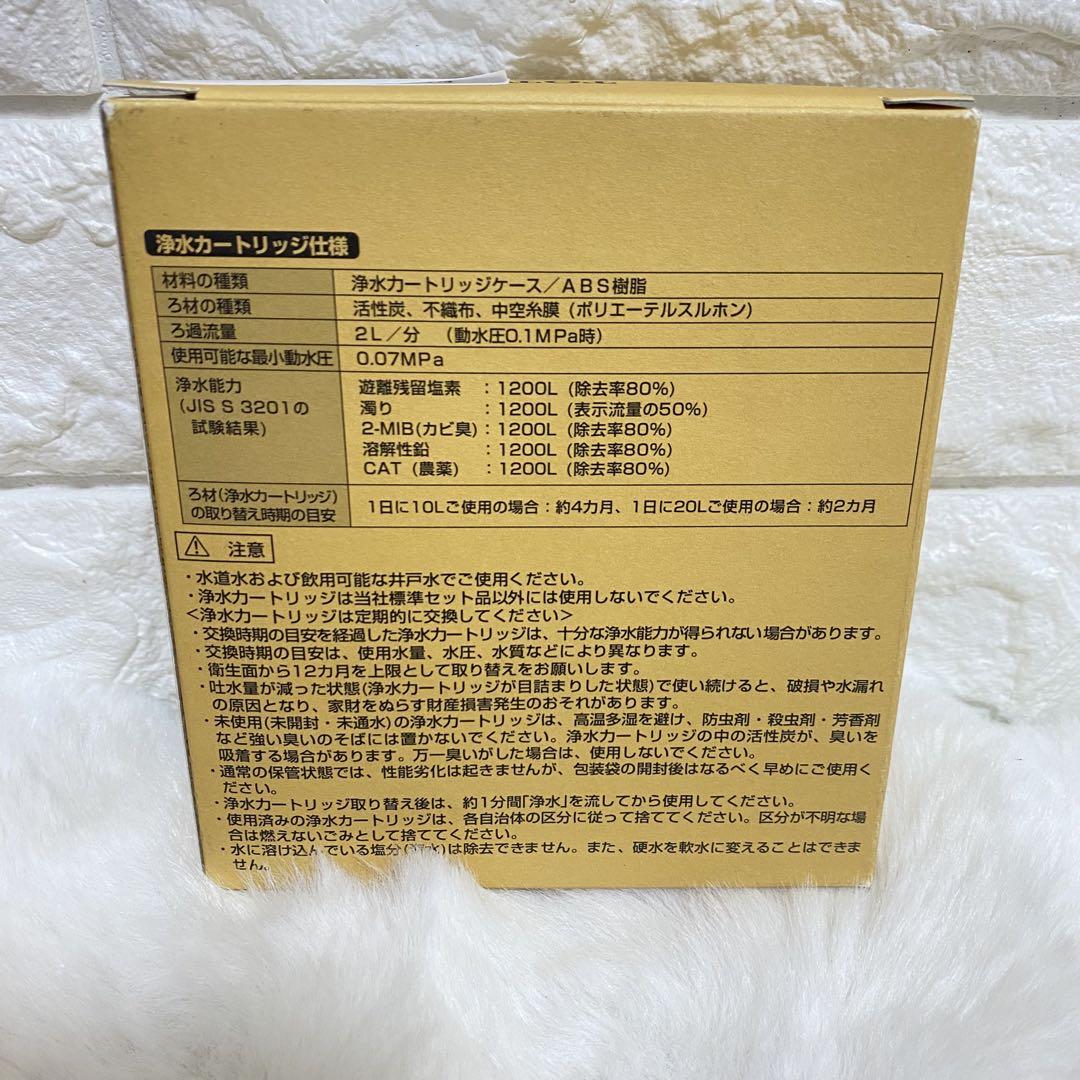 浄水カートリッジ仕様
材料の種類 浄水カートリッジケース／ABS樹脂
ろ材の種類 活性炭、不織布、中空糸膜 (ポリエーテルスルホン)
ろ過流量 2L／分 (動水圧0.1MPa時)
使用可能な最小動水圧 0.07MPa
浄水能力 遊離残留塩素 : 1200L (除去率80%)
(JIS S 3201の 濁り : 1200L (表示流量の50%)
試験結果) 2-MIB(カビ臭) : 1200L (除去率80%)
溶解性鉛 : 1200L (除去率80%)
CAT (農薬) : 1200L (除去率80%)
ろ材(浄水カートリッジ)
の取り替え時期の目安 1日に10Lご使用の場合：約4カ月、1日に20Lご使用の場合：約2カ月
⚠ 注意
・水道水および飲用可能な井戸水でご使用ください。
・浄水カートリッジは当社標準セット品以外には使用しないでください。
<浄水カートリッジは定期的に交換してください>
・交換時期の目安を経過した浄水カートリッジは、十分な浄水能力が得られない場合があります。
・交換時期の目安は、使用水量、水圧、水質などにより異なります。
・衛生面から12カ月を上限として取り替えをお願いします。
・吐水量が減った状態(浄水カートリッジが目詰まりした状態)で使い続けると、破損や水漏れ
の原因となり、家財をぬらす財産損害発生のおそれがあります。
・未使用(未開封・未通水)の浄水カートリッジは、高温多湿を避け、防虫剤・殺虫剤・芳香剤
など強い臭いのそばには置かないでください。浄水カートリッジの中の活性炭が、臭いを
吸着する場合があります。万一臭いがした場合は、使用しないでください。
・通常の保管状態では、性能劣化は起きませんが、包装袋の開封後はなるべく早めにご使用く
ださい。
・浄水カートリッジ取り替え後は、約1分間「浄水」を流してから使用してください。
・使用済みの浄水カートリッジは、各自治体の区分に従って捨ててください。区分が不明な場
合は燃えないごみとして捨ててください。
・水に溶け込んでいる塩分(海水)は除去できません。また、硬水を軟水に変えることはできま
せん。